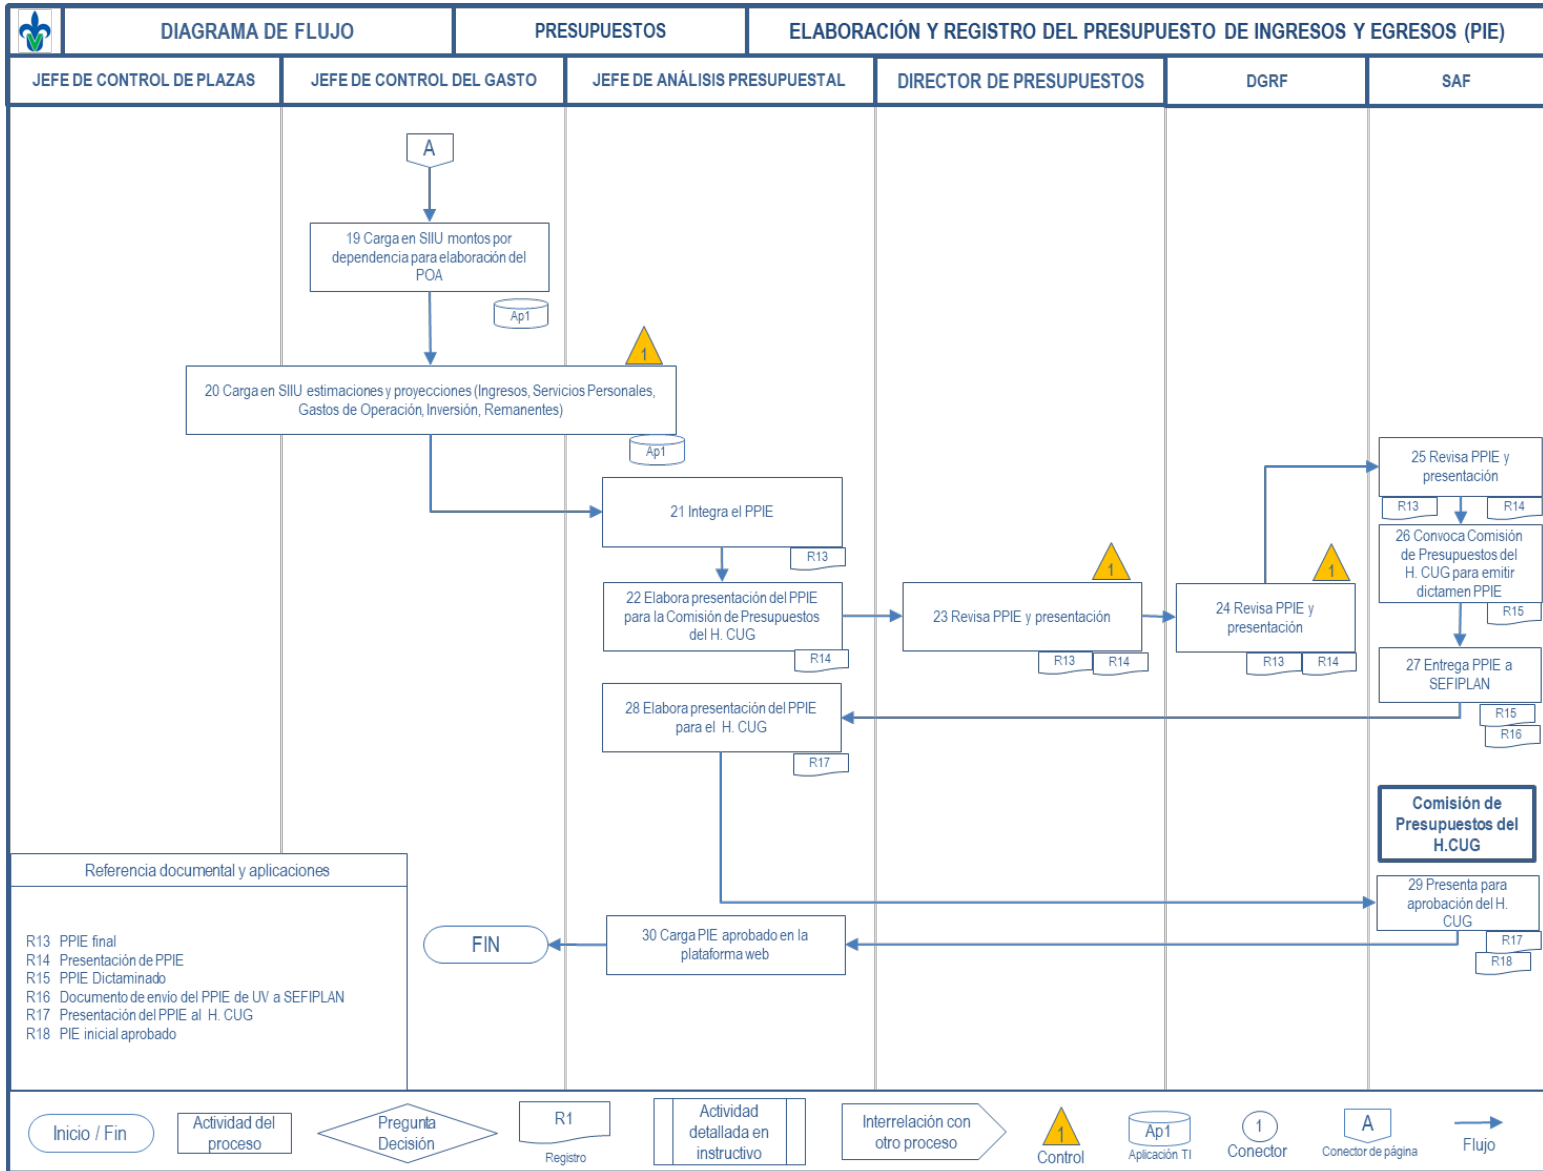 DIAGRAMA DE FLUJO
PRESUPUESTOS
ELABORACIÓN Y REGISTRO DEL PRESUPUESTO DE INGRESOS Y EGRESOS (PIE)
JEFE DE CONTROL DE PLAZAS
JEFE DE CONTROL DEL GASTO
JEFE DE ANÁLISIS PRESUPUESTAL
DIRECTOR DE PRESUPUESTOS
DGRF
SAF
A
19 Carga en SIIU montos por
dependencia para elaboración del
POA
Ap1
1
20 Carga en SIIU estimaciones y proyecciones (Ingresos, Servicios Personales,
Gastos de Operación, Inversión, Remanentes)
Ap1
21 Integra el PPIE
R13
22 Elabora presentación del PPIE
para la Comisión de Presupuestos
del H. CUG
R14
1
23 Revisa PPIE y presentación
R13
R14
1
24 Revisa PPIE y
presentación
R13
R14
25 Revisa PPIE y
presentación
R13
R14
26 Convoca Comisión
de Presupuestos del
H. CUG para emitir
dictamen PPIE
R15
27 Entrega PPIE a
SEFIPLAN
R15
R16
28 Elabora presentación del PPIE
para el H. CUG
R17
Comisión de
Presupuestos del
H.CUG
29 Presenta para
aprobación del H.
CUG
R17
R18
30 Carga PIE aprobado en la
plataforma web
FIN
Referencia documental y aplicaciones
R13 PPIE final
R14 Presentación de PPIE
R15 PPIE Dictaminado
R16 Documento de envío del PPIE de UV a SEFIPLAN
R17 Presentación del PPIE al H. CUG
R18 PIE inicial aprobado
Inicio / Fin
Actividad del
proceso
Pregunta
Decisión
R1
Registro
Actividad
detallada en
instructivo
Interrelación con
otro proceso
1
Control
Ap1
Aplicación TI
1
Conector
A
Conector de página
Flujo